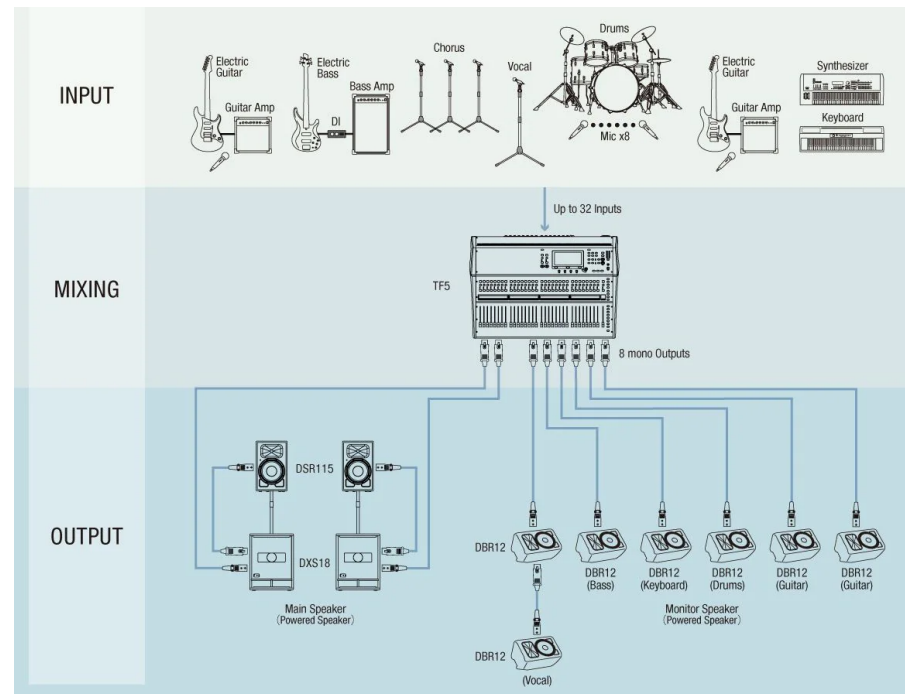 INPUT
Electric
Guitar
Guitar Amp
Electric
Bass
DI
Bass Amp
Chorus
Vocal
Drums
Mic x8
Electric
Guitar
Guitar Amp
Synthesizer
Keyboard
MIXING
Up to 32 Inputs
TF5
8 mono Outputs
OUTPUT
DSR115
DXS18
Main Speaker
(Powered Speaker)
DBR12
DBR12
(Bass)
DBR12
(Keyboard)
DBR12
(Drums)
DBR12
(Guitar)
DBR12
(Guitar)
Monitor Speaker
(Powered Speaker)
DBR12
(Vocal)